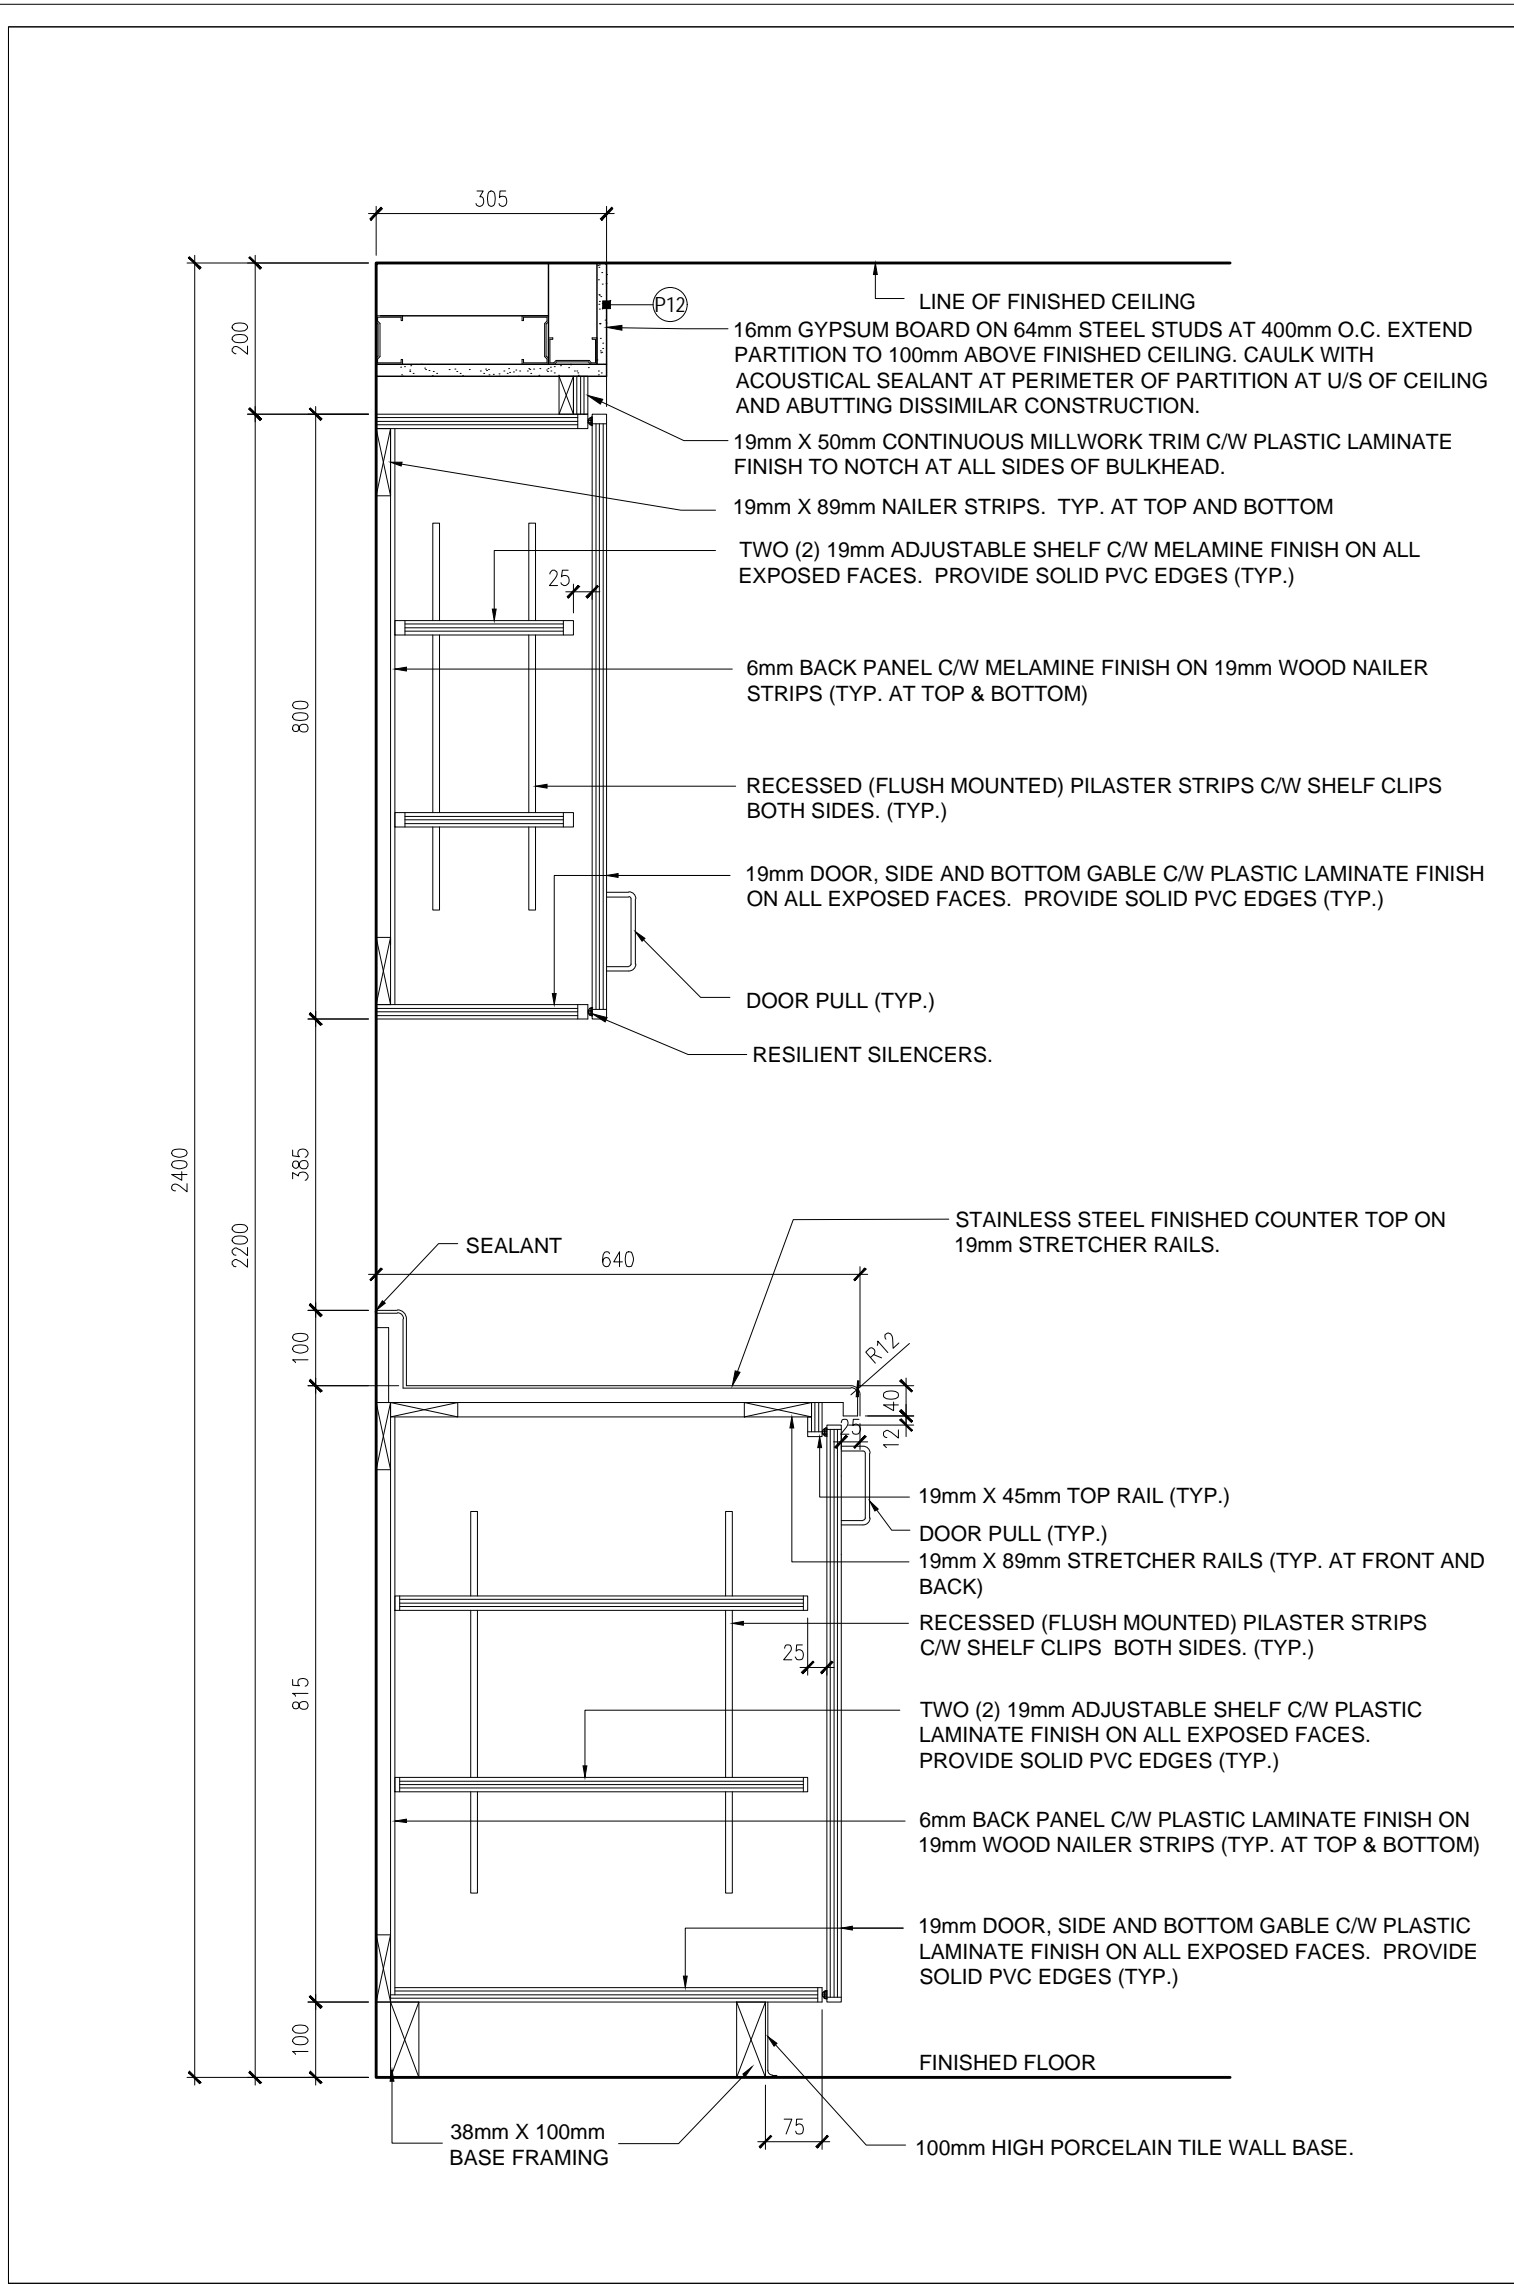 305
LINE OF FINISHED CEILING
P12
16mm GYPSUM BOARD ON 64mm STEEL STUDS AT 400mm O.C. EXTEND
PARTITION TO 100mm ABOVE FINISHED CEILING. CAULK WITH
ACOUSTICAL SEALANT AT PERIMETER OF PARTITION AT U/S OF CEILING
AND ABUTTING DISSIMILAR CONSTRUCTION.
200
19mm X 50mm CONTINUOUS MILLWORK TRIM C/W PLASTIC LAMINATE
FINISH TO NOTCH AT ALL SIDES OF BULKHEAD.
19mm X 89mm NAILER STRIPS. TYP. AT TOP AND BOTTOM
TWO (2) 19mm ADJUSTABLE SHELF C/W MELAMINE FINISH ON ALL
EXPOSED FACES. PROVIDE SOLID PVC EDGES (TYP.)
25
6mm BACK PANEL C/W MELAMINE FINISH ON 19mm WOOD NAILER
STRIPS (TYP. AT TOP & BOTTOM)
800
RECESSED (FLUSH MOUNTED) PILASTER STRIPS C/W SHELF CLIPS
BOTH SIDES. (TYP.)
19mm DOOR, SIDE AND BOTTOM GABLE C/W PLASTIC LAMINATE FINISH
ON ALL EXPOSED FACES. PROVIDE SOLID PVC EDGES (TYP.)
DOOR PULL (TYP.)
RESILIENT SILENCERS.
2400
385
2200
STAINLESS STEEL FINISHED COUNTER TOP ON
19mm STRETCHER RAILS.
SEALANT
640
100
R12
40
25
12
19mm X 45mm TOP RAIL (TYP.)
DOOR PULL (TYP.)
19mm X 89mm STRETCHER RAILS (TYP. AT FRONT AND
BACK)
RECESSED (FLUSH MOUNTED) PILASTER STRIPS
C/W SHELF CLIPS BOTH SIDES. (TYP.)
25
815
TWO (2) 19mm ADJUSTABLE SHELF C/W PLASTIC
LAMINATE FINISH ON ALL EXPOSED FACES.
PROVIDE SOLID PVC EDGES (TYP.)
6mm BACK PANEL C/W PLASTIC LAMINATE FINISH ON
19mm WOOD NAILER STRIPS (TYP. AT TOP & BOTTOM)
19mm DOOR, SIDE AND BOTTOM GABLE C/W PLASTIC
LAMINATE FINISH ON ALL EXPOSED FACES. PROVIDE
SOLID PVC EDGES (TYP.)
100
FINISHED FLOOR
38mm X 100mm
BASE FRAMING
75
100mm HIGH PORCELAIN TILE WALL BASE.